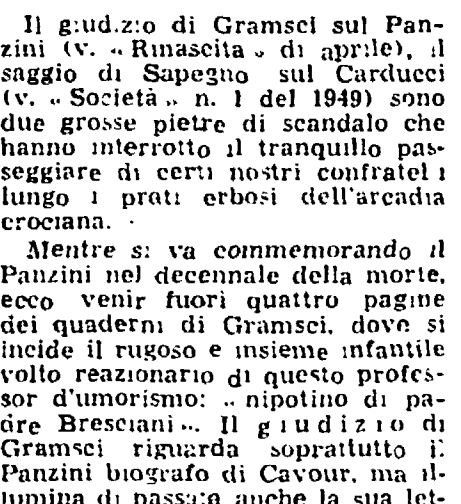 Il giudizio di Gramsci sul Pan-
zini (v. « Rinascita » di aprile), il
saggio di Sapegno sul Carducci
(v. « Società » n. 1 del 1949) sono
due grosse pietre di scandalo che
hanno interrotto il tranquillo pas-
seggiare di certi nostri confratelli
lungo i prati erbosi dell'arcadia
crociana.
Mentre si va commemorando il
Panzini nel decennale della morte,
ecco venir fuori quattro pagine
dei quaderni di Gramsci, dove si
incide il rugoso e insieme infantile
volto reazionario di questo profes-
sor d'umorismo: « nipotino di pa-
dre Bresciani ». Il giudizio di
Gramsci riguarda soprattutto il
Panzini biografo di Cavour, ma il-
lumina di passata anche la sua let-